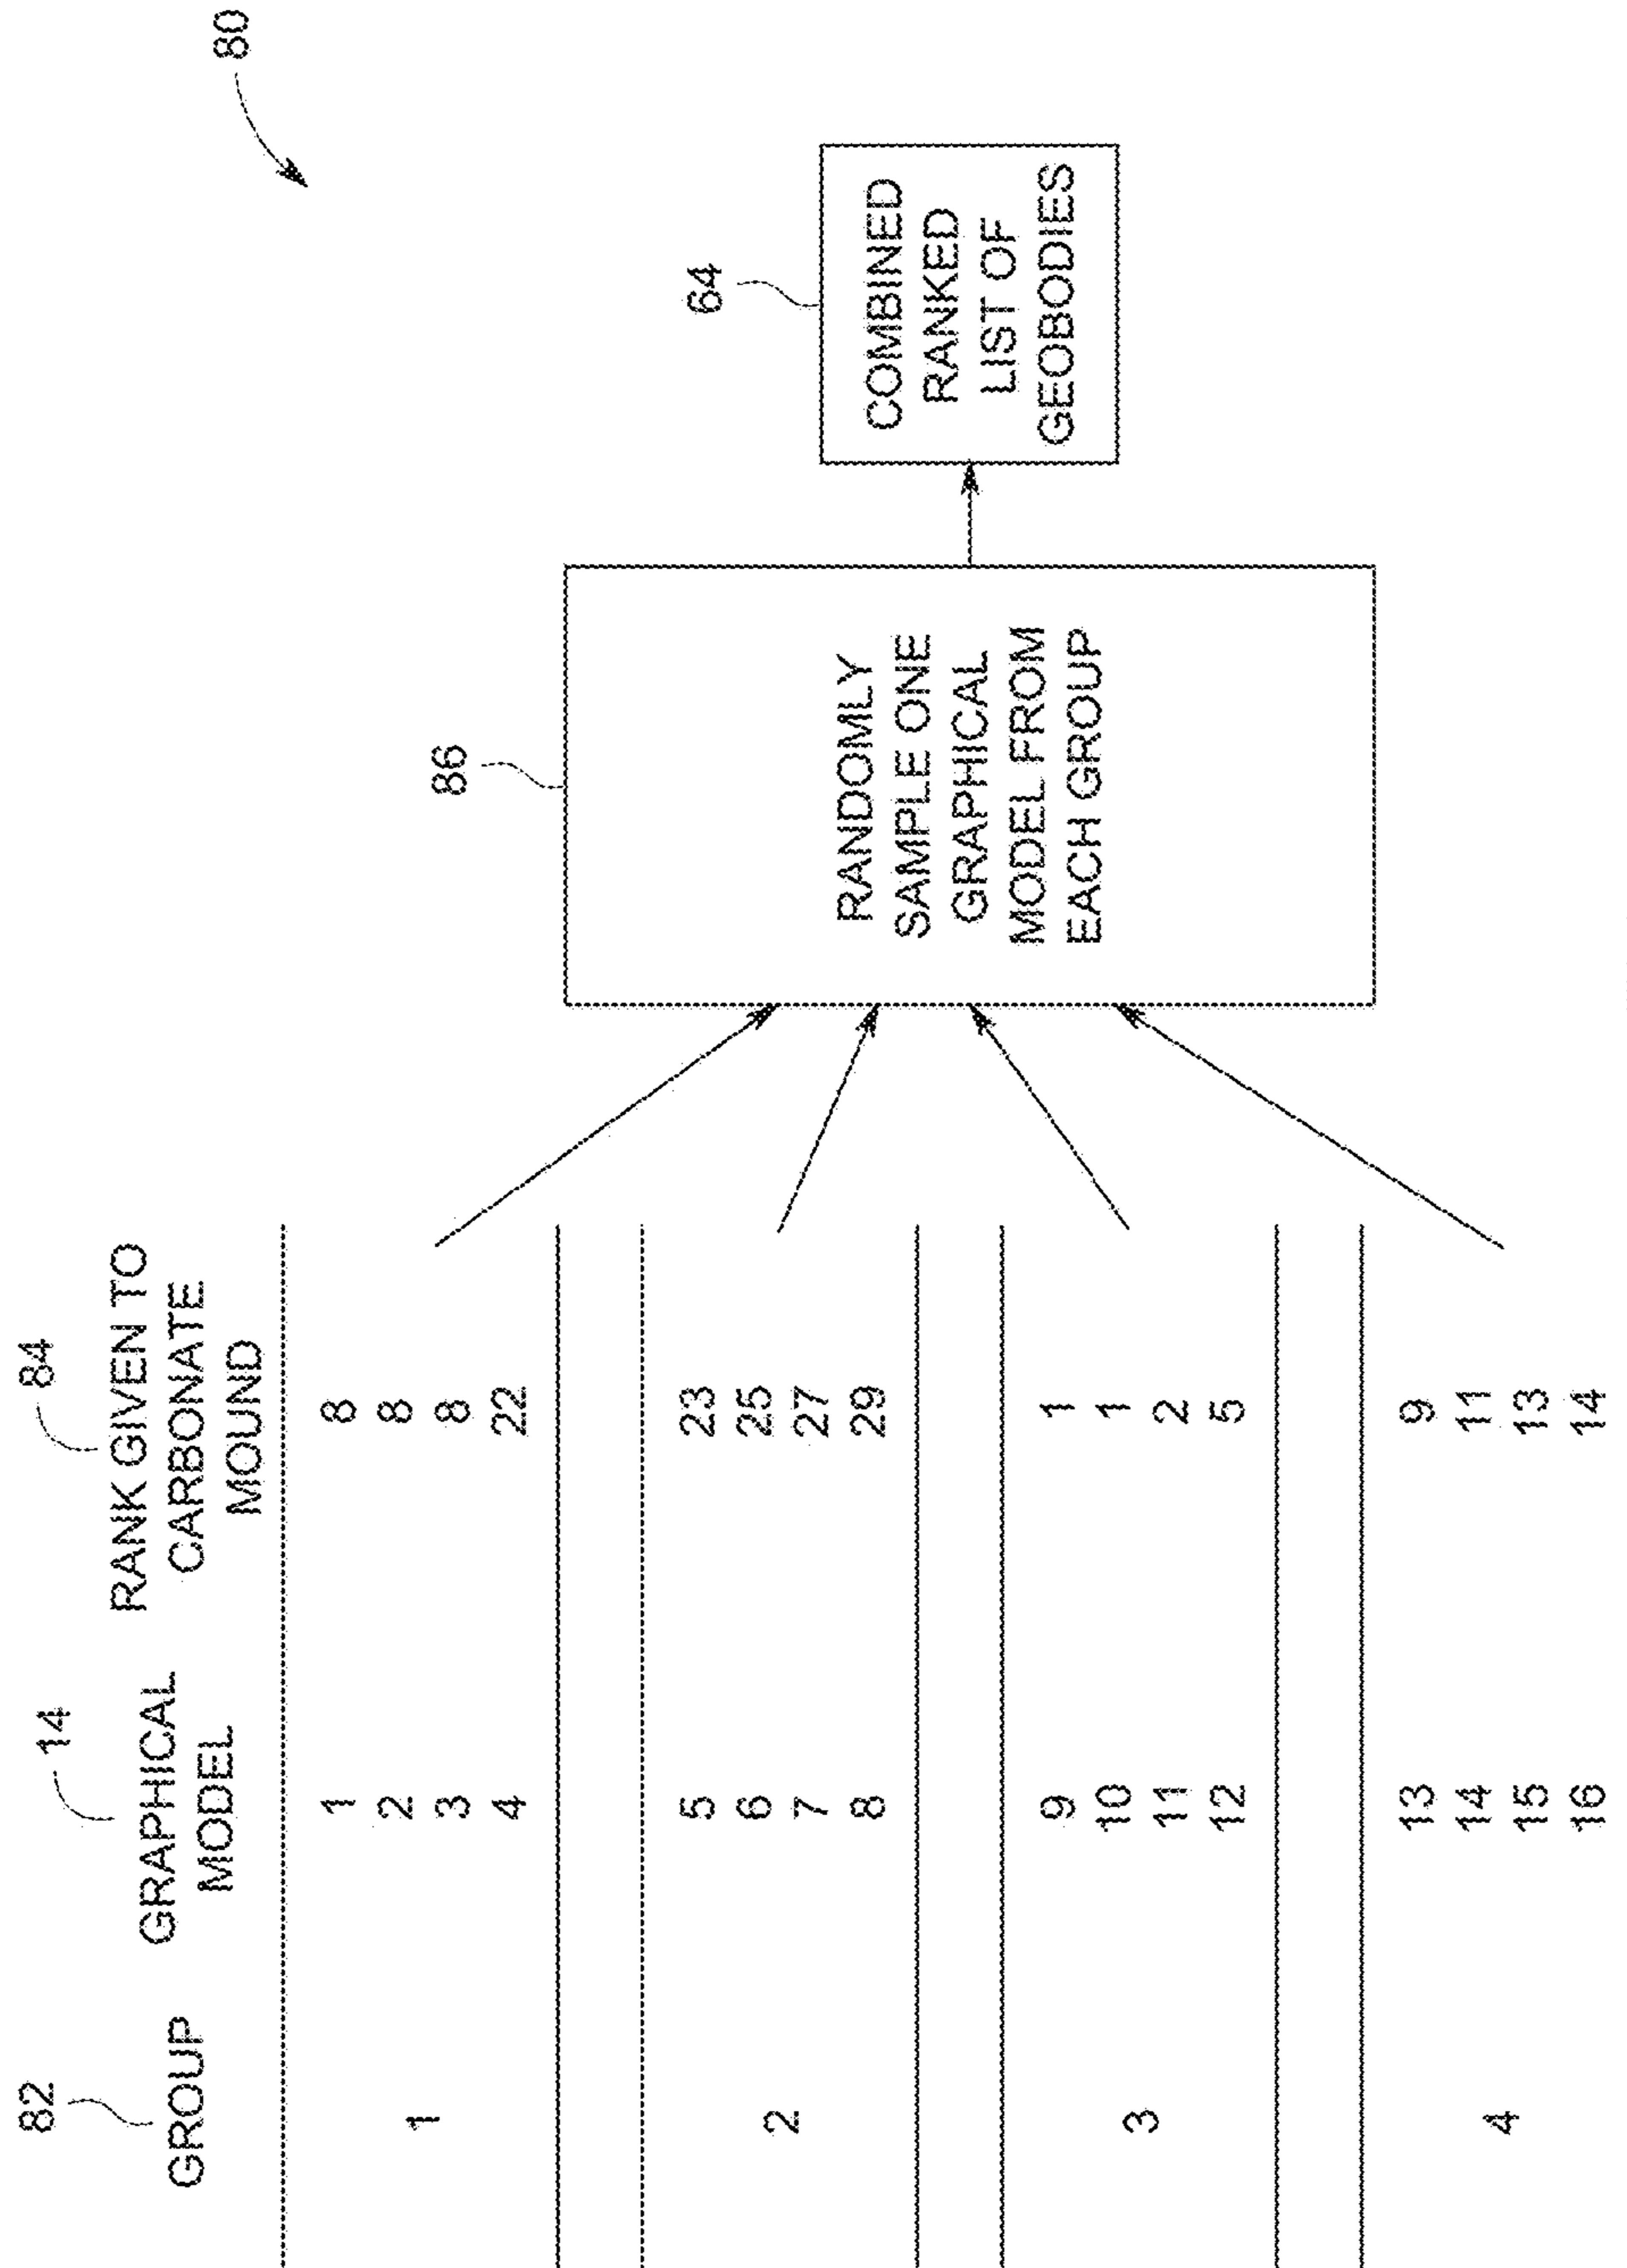 80
82
14
84
GROUP
GRAPHICAL
MODEL
RANK GIVEN TO
CARBONATE
MOUND
1
1 8
2 8
3 8
4 22
2
5 23
6 25
7 27
8 29
3
9 1
10 1
11 2
12 5
4
13 9
14 11
15 13
16 14
86
RANDOMLY
SAMPLE ONE
GRAPHICAL
MODEL FROM
EACH GROUP
64
COMBINED
RANKED
LIST OF
GEOBODIES